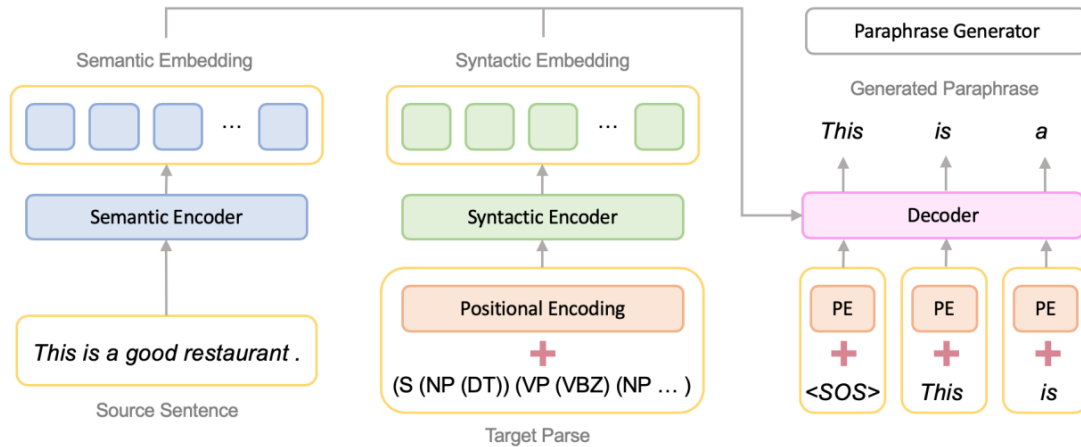 Semantic Embedding
...
Semantic Encoder
This is a good restaurant .
Source Sentence
Syntactic Embedding
...
Syntactic Encoder
Positional Encoding
+
(S (NP (DT)) (VP (VBZ) (NP … )
Target Parse
Paraphrase Generator
Generated Paraphrase
This is a
Decoder
PE PE PE
+ + +
<SOS> This is